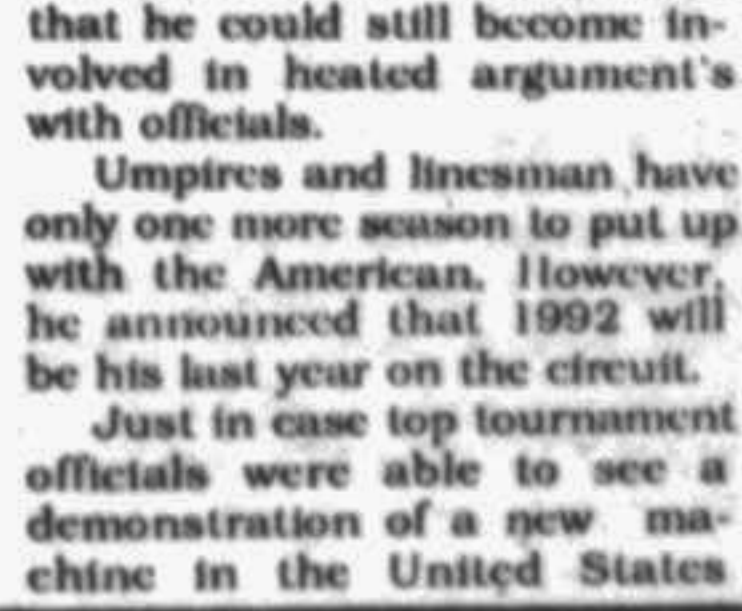 that he could still become in-
volved in heated argument's
with officials.
Umpires and linesman have
only one more season to put up
with the American. However,
he announced that 1992 will
be his last year on the circuit.
Just in case top tournament
officials were able to see a
demonstration of a new ma-
chine in the United States